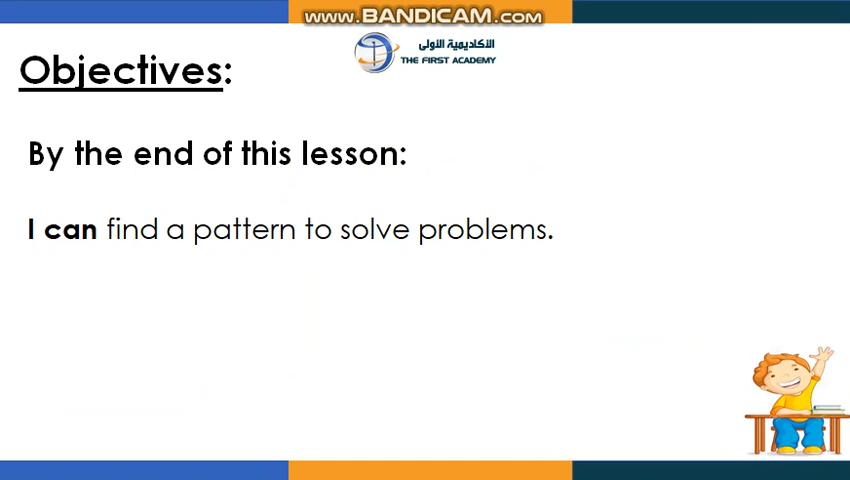 www.BANDICAM.com
الأكاديمية الأولى
THE FIRST ACADEMY
Objectives:
By the end of this lesson:
I can find a pattern to solve problems.